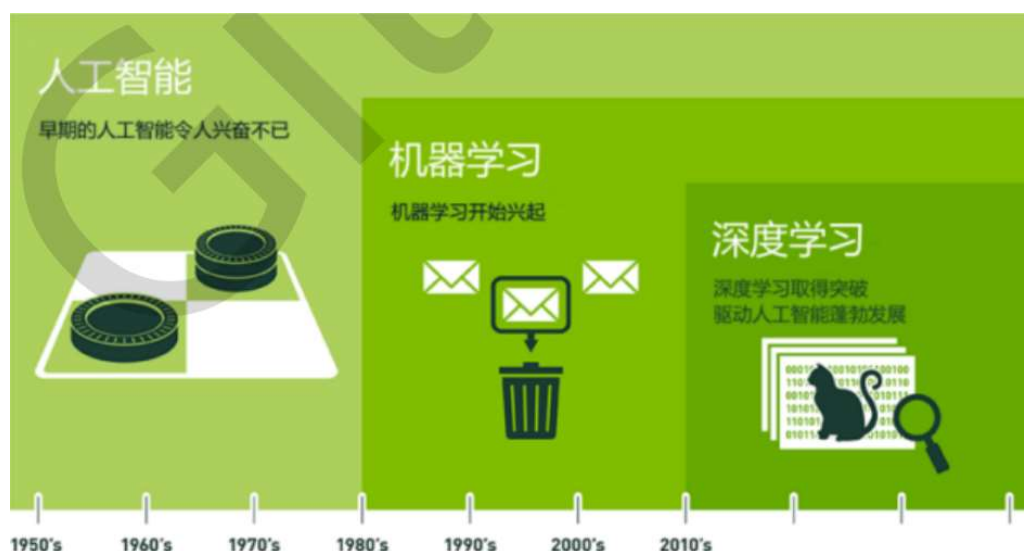 人工智能
早期的人工智能令人兴奋不已
机器学习
机器学习开始兴起
深度学习
深度学习取得突破
驱动人工智能蓬勃发展
1950's 1960's 1970's 1980's 1990's 2000's 2010's